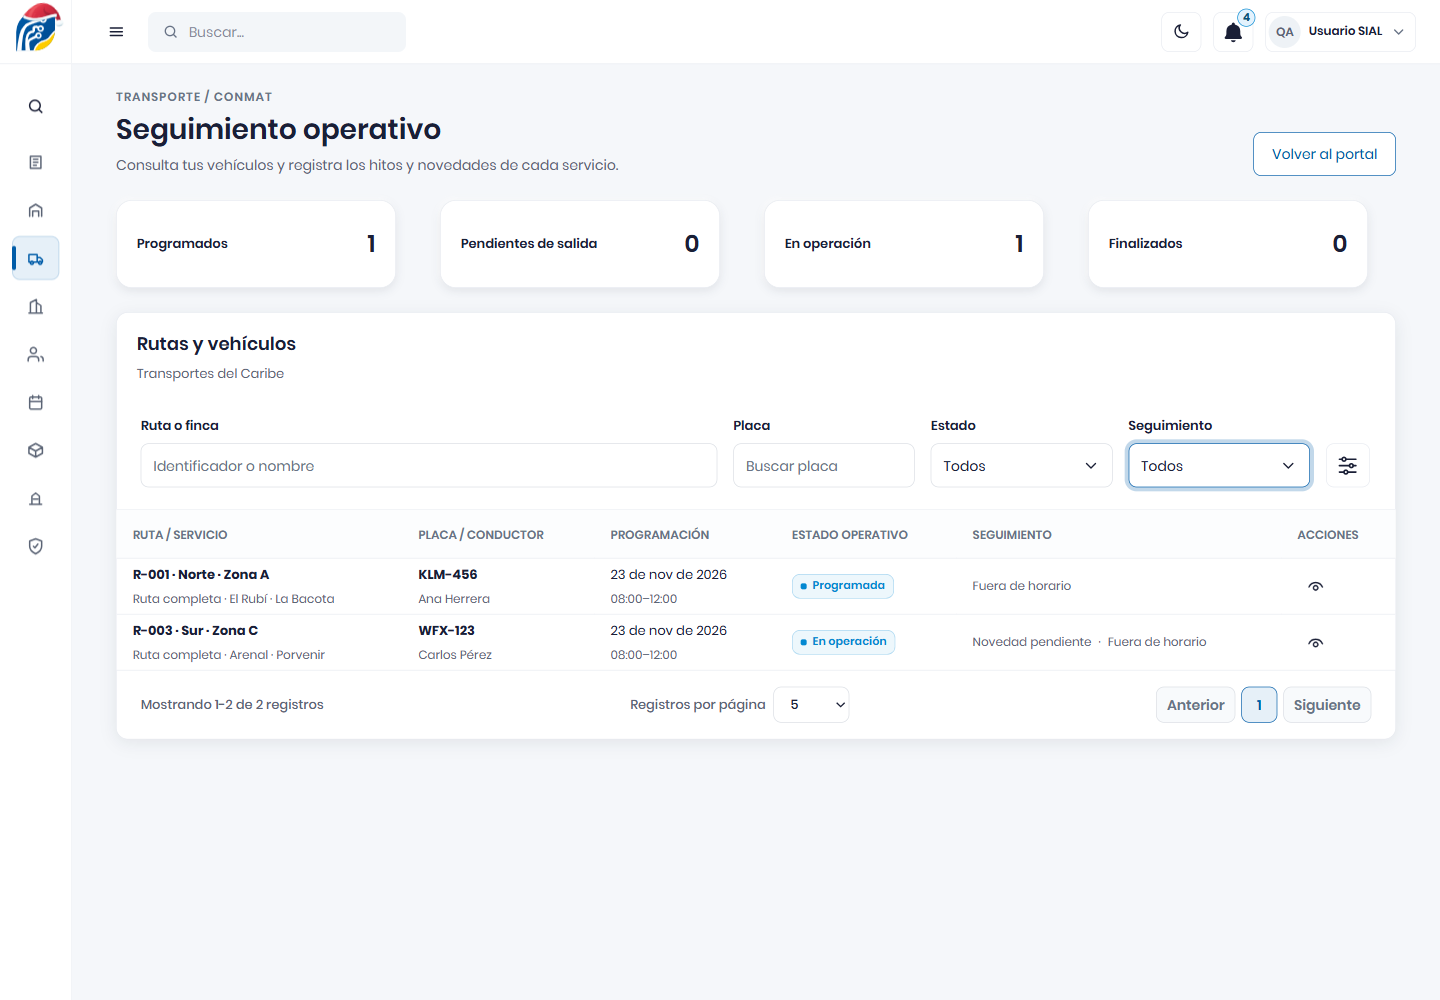 Buscar...
4
QA
Usuario SIAL
TRANSPORTE / CONMAT
Seguimiento operativo
Consulta tus vehículos y registra los hitos y novedades de cada servicio.
Volver al portal
Programados 1
Pendientes de salida 0
En operación 1
Finalizados 0
Rutas y vehículos
Transportes del Caribe
Ruta o finca Placa Estado Seguimiento
Identificador o nombre Buscar placa Todos Todos
RUTA / SERVICIO PLACA / CONDUCTOR PROGRAMACIÓN ESTADO OPERATIVO SEGUIMIENTO ACCIONES
R-001 · Norte · Zona A KLM-456 23 de nov de 2026 Programada Fuera de horario
Ruta completa · El Rubí · La Bacota Ana Herrera 08:00–12:00
R-003 · Sur · Zona C WFX-123 23 de nov de 2026 En operación Novedad pendiente · Fuera de horario
Ruta completa · Arenal · Porvenir Carlos Pérez 08:00–12:00
Mostrando 1-2 de 2 registros Registros por página 5 Anterior 1 Siguiente